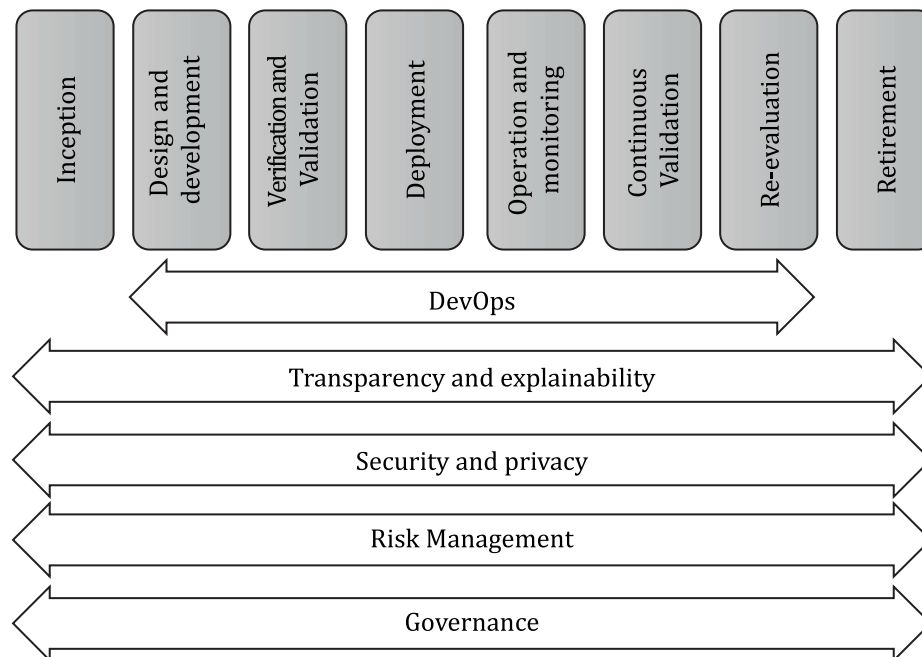 Inception
Design and
development
Verification and
Validation
Deployment
Operation and
monitoring
Continuous
Validation
Re-evaluation
Retirement
DevOps
Transparency and explainability
Security and privacy
Risk Management
Governance